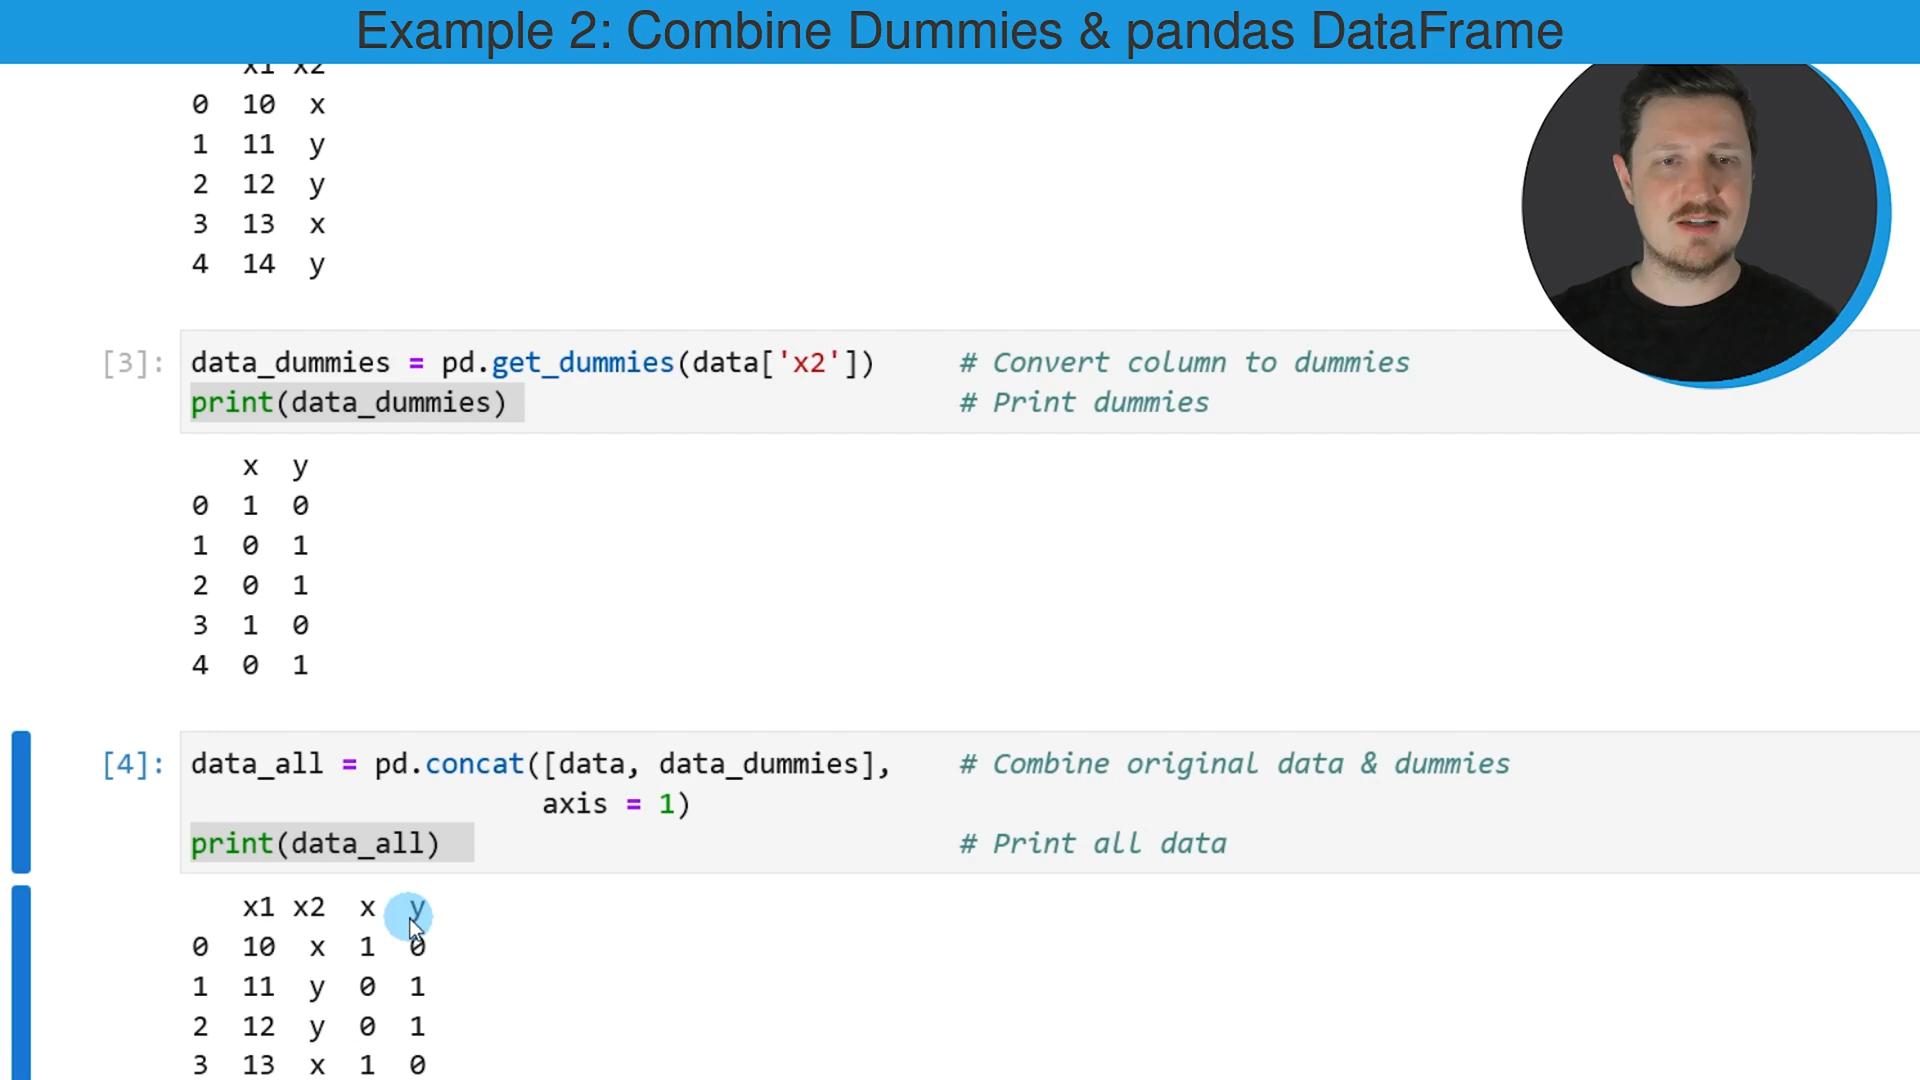 Example 2: Combine Dummies & pandas DataFrame
x1 x2
0 10 x
1 11 y
2 12 y
3 13 x
4 14 y
[3]: data_dummies = pd.get_dummies(data['x2']) # Convert column to dummies
print(data_dummies) # Print dummies
x y
0 1 0
1 0 1
2 0 1
3 1 0
4 0 1
[4]: data_all = pd.concat([data, data_dummies], # Combine original data & dummies
axis = 1)
print(data_all) # Print all data
x1 x2 x y
0 10 x 1 0
1 11 y 0 1
2 12 y 0 1
3 13 x 1 0